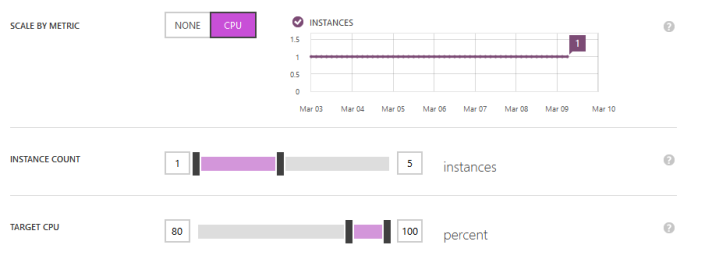 SCALE BY METRIC
NONE CPU
INSTANCES
1.5
1
0.5
0
1
Mar 03 Mar 04 Mar 05 Mar 06 Mar 07 Mar 08 Mar 09 Mar 10
?
INSTANCE COUNT
1 5 instances
?
TARGET CPU
80 100 percent
?